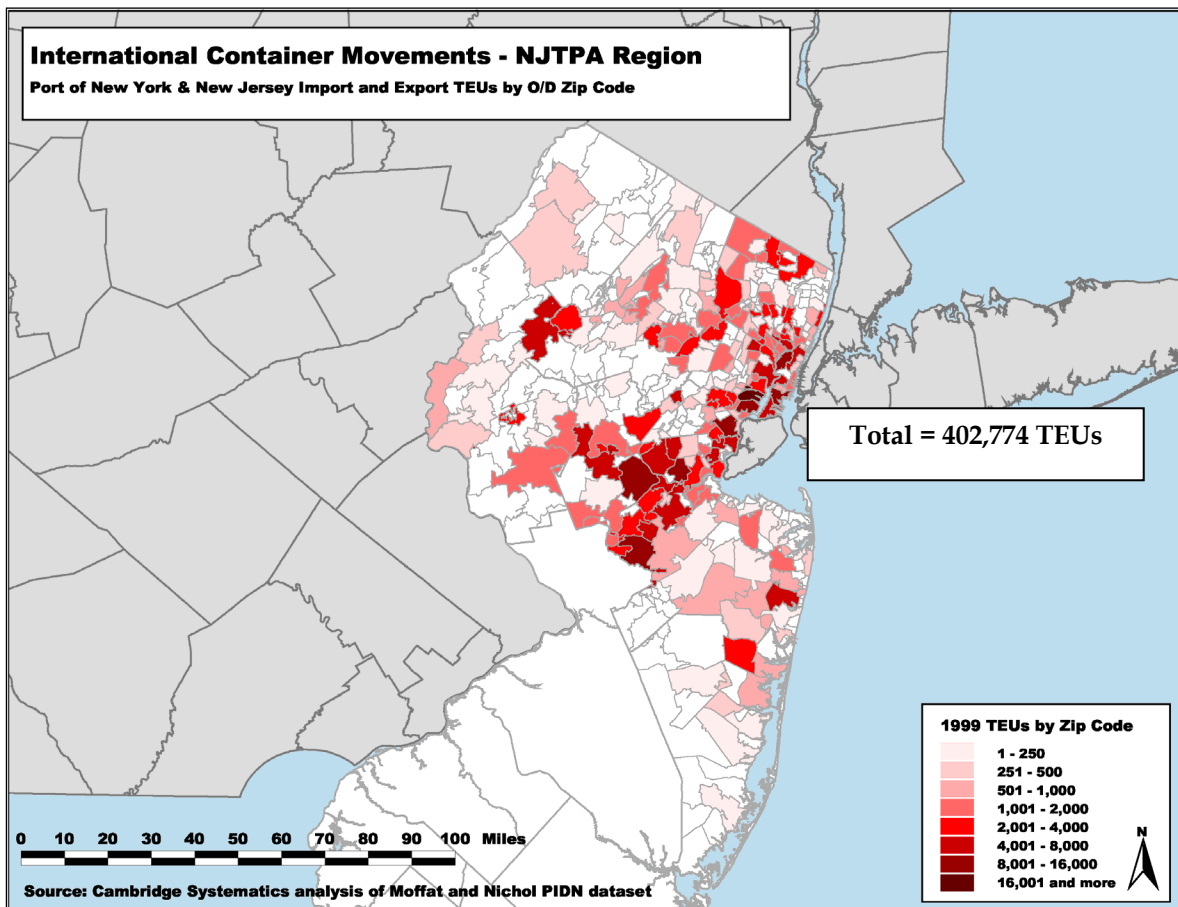 International Container Movements - NJTPA Region
Port of New York & New Jersey Import and Export TEUs by O/D Zip Code
Total = 402,774 TEUs
1999 TEUs by Zip Code
1 - 250
251 - 500
501 - 1,000
1,001 - 2,000
2,001 - 4,000
4,001 - 8,000
8,001 - 16,000
16,001 and more
N
0 10 20 30 40 50 60 70 80 90 100 Miles
Source: Cambridge Systematics analysis of Moffat and Nichol PIDN dataset